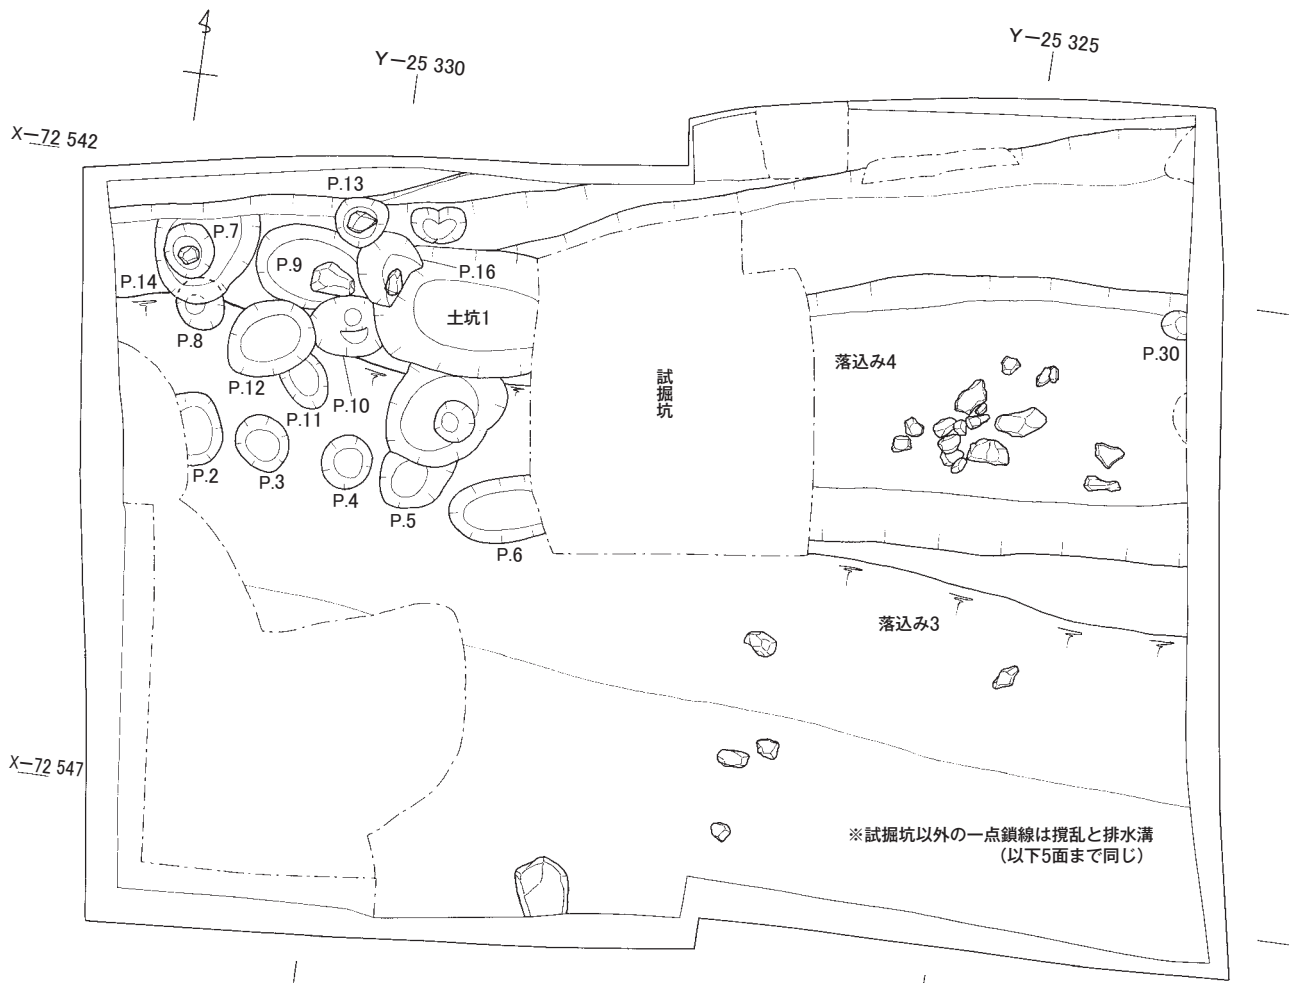 Y−25 325
Y−25 330
X−72 542
P.13
P.7
P.9
P.16
P.14
土坑1
P.8
P.30
落込み4
試掘坑
P.12
P.10
P.11
P.2
P.3
P.4
P.5
P.6
落込み3
X−72 547
※試掘坑以外の一点鎖線は撹乱と排水溝
(以下5面まで同じ)